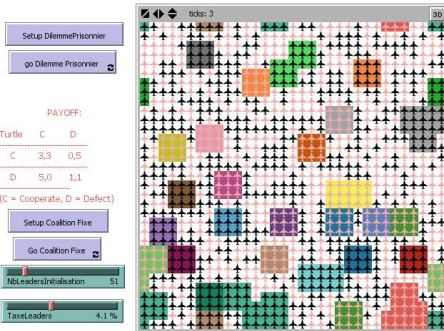 ticks: 3
3D
Setup DilemmePrisonnier
go Dilemme Prisonnier
PAYOFF:
Turtle C D
C 3,3 0,5
D 5,0 1,1
(C = Cooperate, D = Defect)
Setup Coalition Fixe
Go Coalition Fixe
NbLeadersInitialisation 51
TaxeLeaders 4.1 %